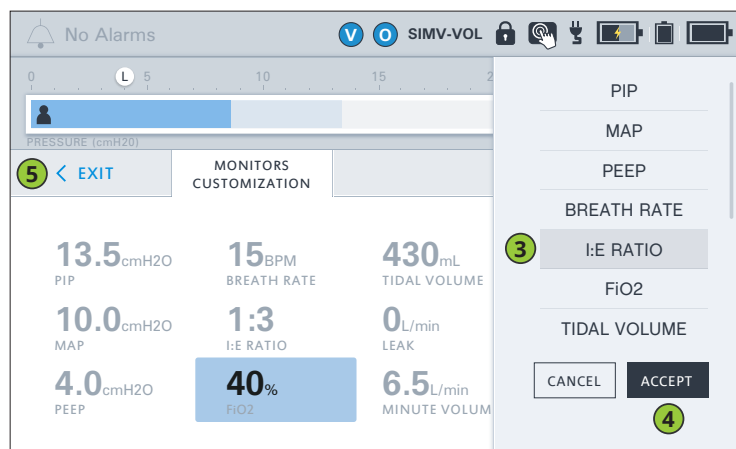 No Alarms
V
O
SIMV-VOL
0
L
5
10
15
2
PRESSURE (cmH20)
5
EXIT
MONITORS
CUSTOMIZATION
13.5cmH2O
PIP
15BPM
BREATH RATE
430mL
TIDAL VOLUME
10.0cmH2O
MAP
1:3
I:E RATIO
0L/min
LEAK
4.0cmH2O
PEEP
40%
FiO2
6.5L/min
MINUTE VOLUM
PIP
MAP
PEEP
BREATH RATE
3
I:E RATIO
FiO2
TIDAL VOLUME
CANCEL
ACCEPT
4